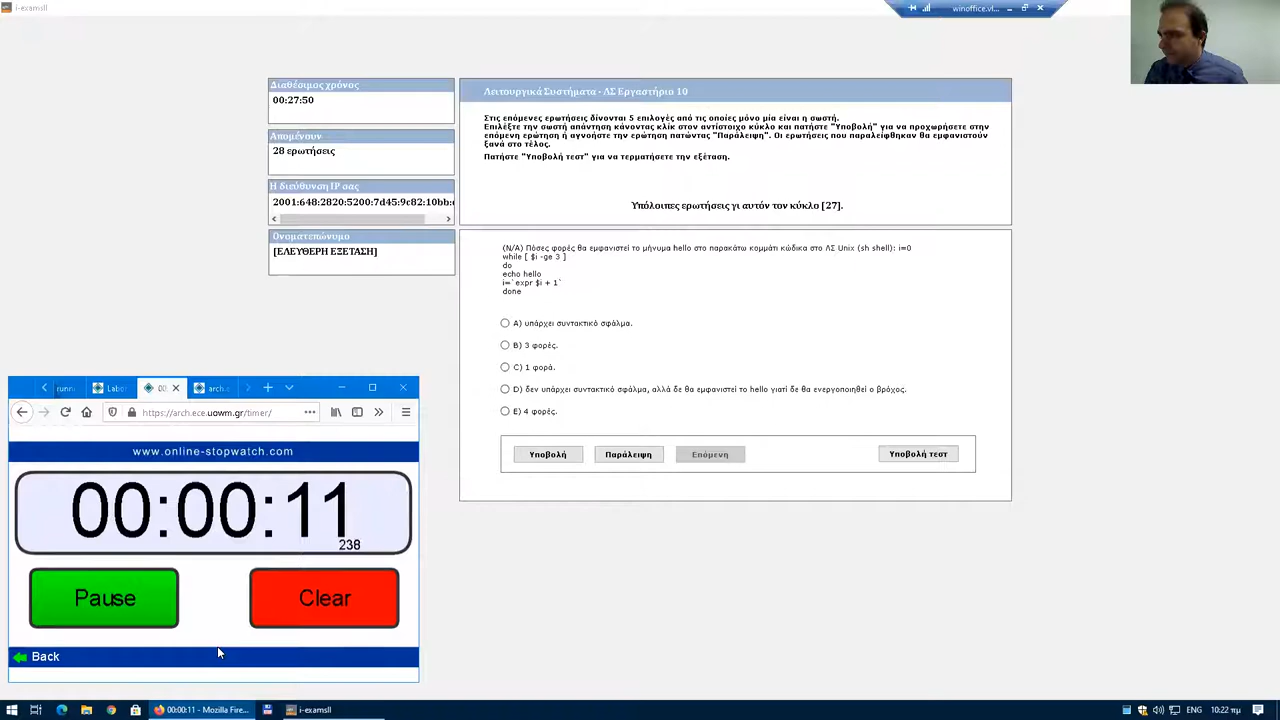 i-examsll
winoffice.vl...
Διαθέσιμος χρόνος
00:27:50
Απομένουν
28 ερωτήσεις
Η διεύθυνση IP σας
2001:648:2820:5200:7d45:9c82:10bb:
Ονοματεπώνυμο
[ΕΛΕΥΘΕΡΗ ΕΞΕΤΑΣΗ]
Λειτουργικά Συστήματα - ΛΣ Εργαστήριο 10
Στις επόμενες ερωτήσεις δίνονται 5 επιλογές από τις οποίες μόνο μία είναι η σωστή.
Επιλέξτε την σωστή απάντηση κάνοντας κλίκ στον αντίστοιχο κύκλο και πατήστε "Υποβολή" για να προχωρήσετε στην
επόμενη ερώτηση ή αγνοήστε την ερώτηση πατώντας "Παράλειψη". Οι ερωτήσεις που παραλείφθηκαν θα εμφανιστούν
ξανά στο τέλος.
Πατήστε "Υποβολή τεστ" για να τερματήσετε την εξέταση.
Υπόλοιπες ερωτήσεις γι αυτόν τον κύκλο [27].
(N/A) Πόσες φορές θα εμφανιστεί το μήνυμα hello στο παρακάτω κομμάτι κώδικα στο ΛΣ Unix (sh shell): i=0
while [ $i -ge 3 ]
do
echo hello
i=`expr $i + 1`
done
A) υπάρχει συντακτικό σφάλμα.
B) 3 φορές.
C) 1 φορά.
D) δεν υπάρχει συντακτικό σφάλμα, αλλά δε θα εμφανιστεί το hello γιατί δε θα ενεργοποιηθεί ο βρόχος.
E) 4 φορές.
Υποβολή
Παράλειψη
Επόμενη
Υποβολή τεστ
runni
Labor
00:
arch.e
https://arch.ece.uowm.gr/timer/
www.online-stopwatch.com
00:00:11
238
Pause
Clear
Back
00:00:11 - Mozilla Fire...
i-examsll
ENG
10:22 πμ